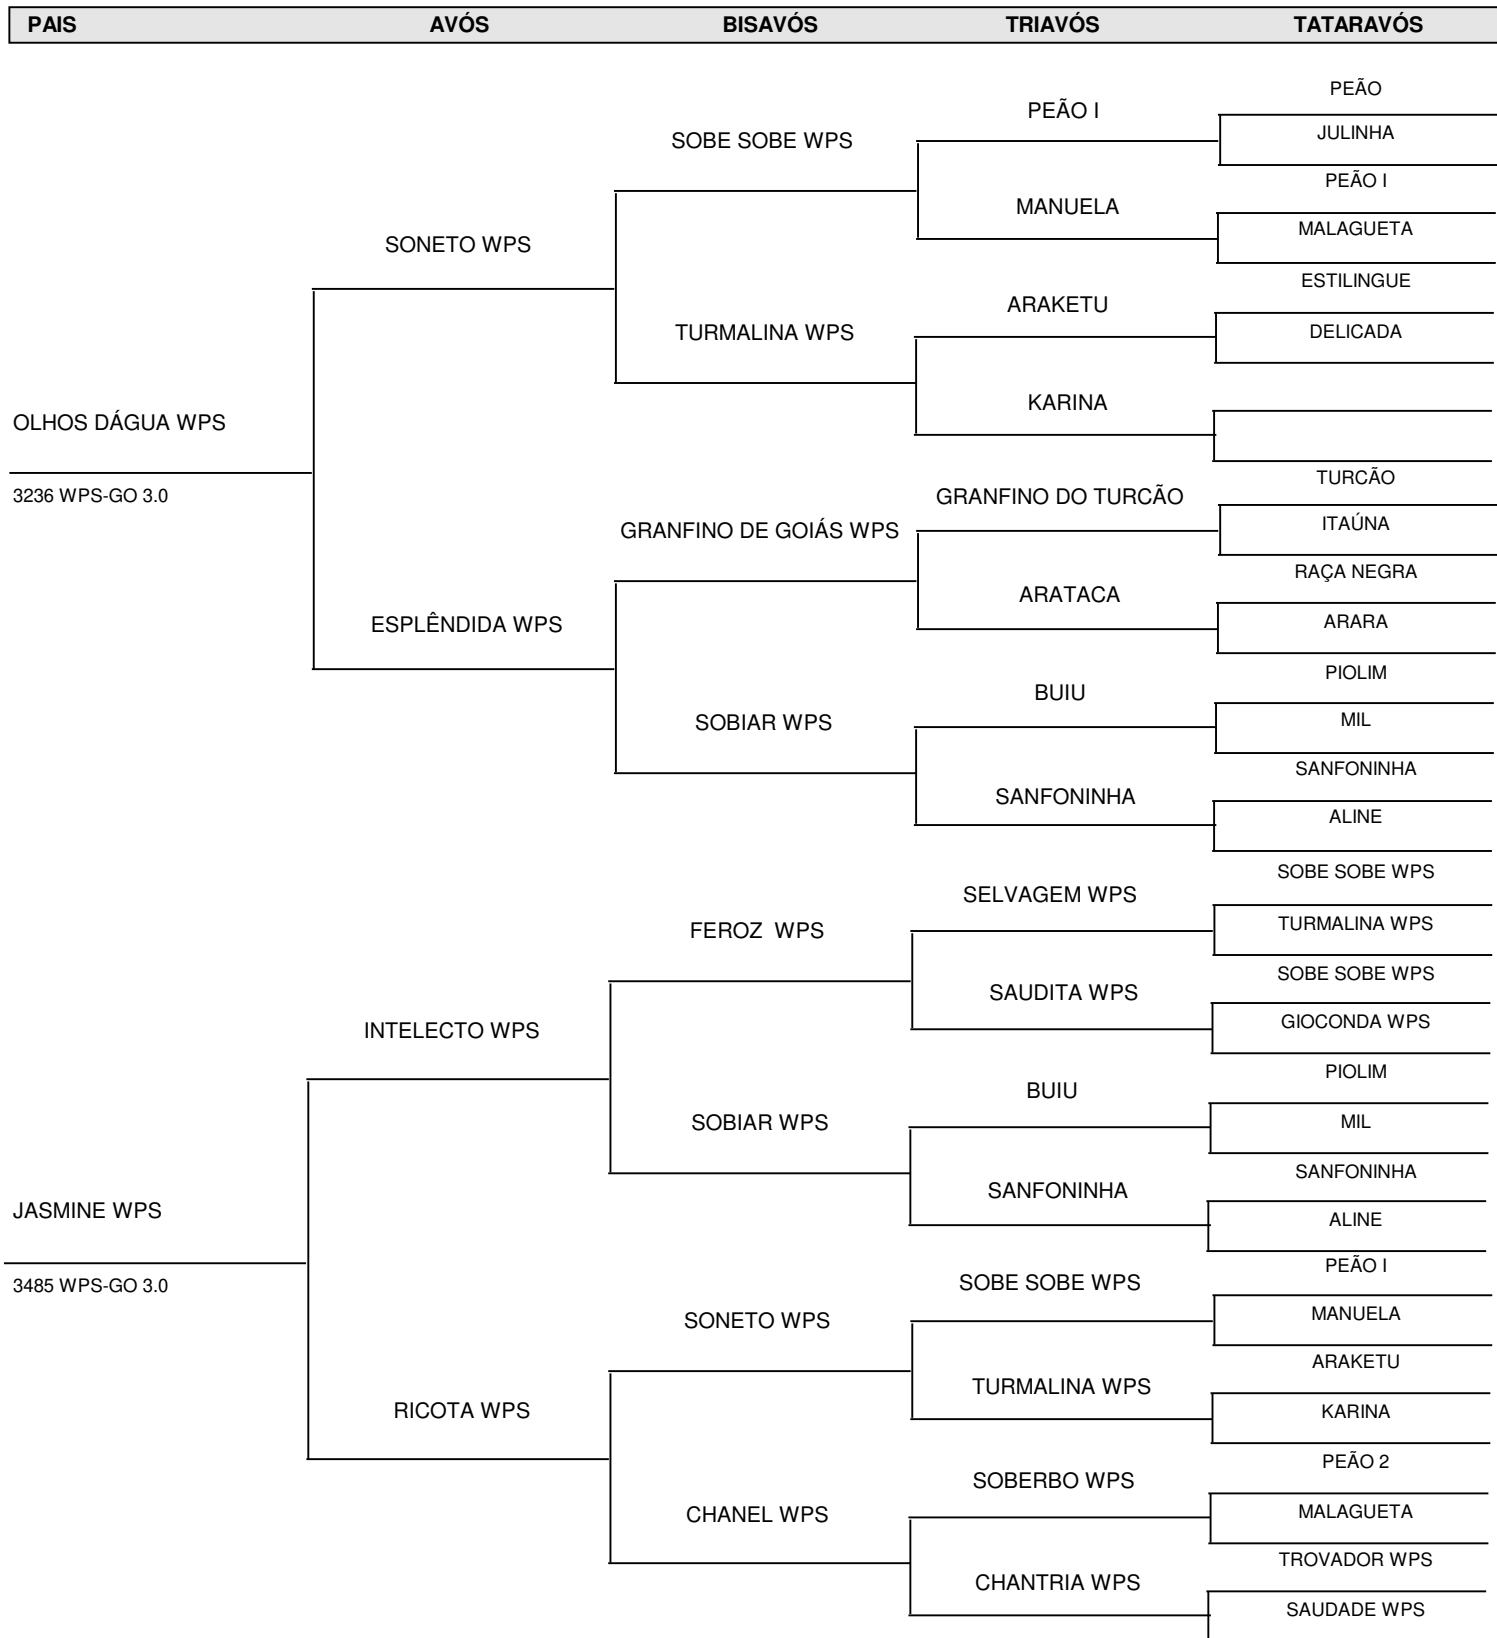 PAIS AVÓS BISAVÓS TRIAVÓS TATARAVÓS
PEÃO
PEÃO I
JULINHA
SOBE SOBE WPS
PEÃO I
MANUELA
MALAGUETA
SONETO WPS
ESTILINGUE
ARAKETU
TURMALINA WPS
DELICADA
KARINA
OLHOS DÁGUA WPS
TURCÃO
3236 WPS-GO 3.0
GRANFINO DO TURCÃO
ITAÚNA
GRANFINO DE GOIÁS WPS
RAÇA NEGRA
ARATACA
ARARA
ESPLÊNDIDA WPS
PIOLIM
BUIU
MIL
SOBIAR WPS
SANFONINHA
SANFONINHA
ALINE
SOBE SOBE WPS
SELVAGEM WPS
TURMALINA WPS
FEROZ  WPS
SOBE SOBE WPS
SAUDITA WPS
GIOCONDA WPS
INTELECTO WPS
PIOLIM
BUIU
MIL
SOBIAR WPS
SANFONINHA
SANFONINHA
JASMINE WPS
ALINE
PEÃO I
3485 WPS-GO 3.0
SOBE SOBE WPS
MANUELA
SONETO WPS
ARAKETU
TURMALINA WPS
KARINA
RICOTA WPS
PEÃO 2
SOBERBO WPS
MALAGUETA
CHANEL WPS
TROVADOR WPS
CHANTRIA WPS
SAUDADE WPS